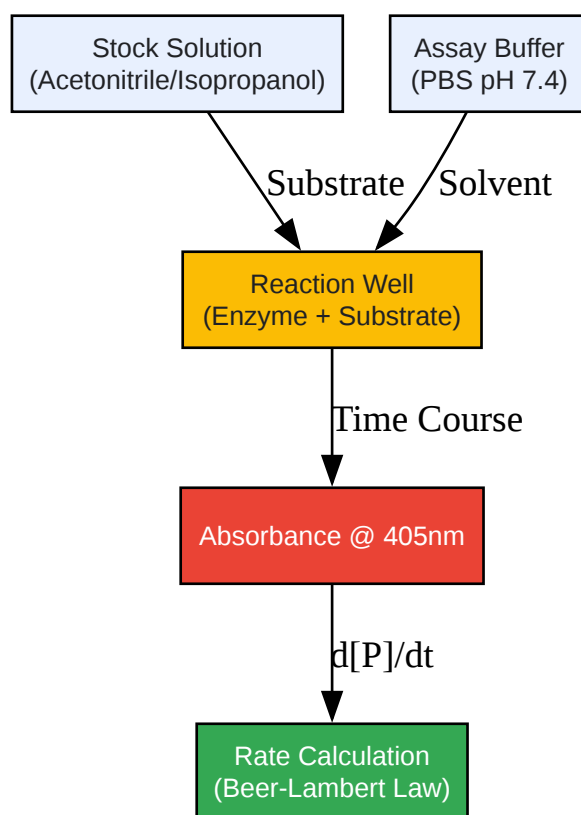 Stock Solution
(Acetonitrile/Isopropanol)
Assay Buffer
(PBS pH 7.4)
Substrate
Solvent
Reaction Well
(Enzyme + Substrate)
Time Course
Absorbance @ 405nm
d[P]/dt
Rate Calculation
(Beer-Lambert Law)